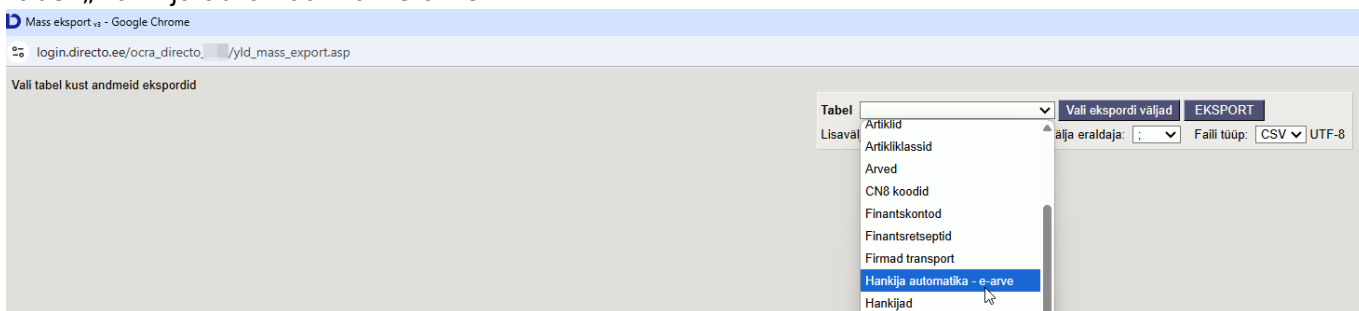 Mass eksport v3 - Google Chrome
login.directo.ee/ocra_directo_ /yld_mass_export.asp
Vali tabel kust andmeid ekspordid
Tabel Vali ekspordi väljad EKSPORT
Lisaväl älja eraldaja: ; Faili tüüp: CSV UTF-8
Artiklid
Artikliklassid
Arved
CN8 koodid
Finantskontod
Finantsretseptid
Firmad transport
Hankija automatika - e-arve
Hankijad